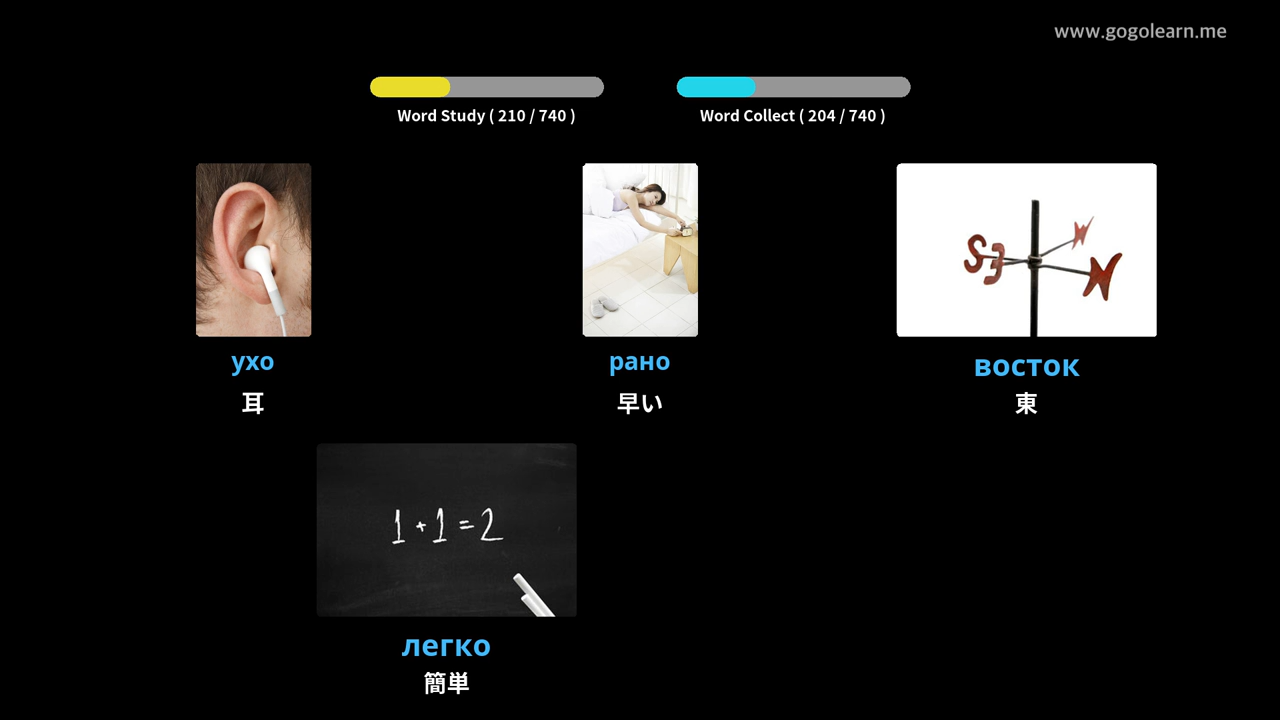 www.gogolearn.me
Word Study ( 210 / 740 )
Word Collect ( 204 / 740 )
ухо
耳
рано
早い
восток
東
S
E
N
W
1 + 1 = 2
легко
簡単